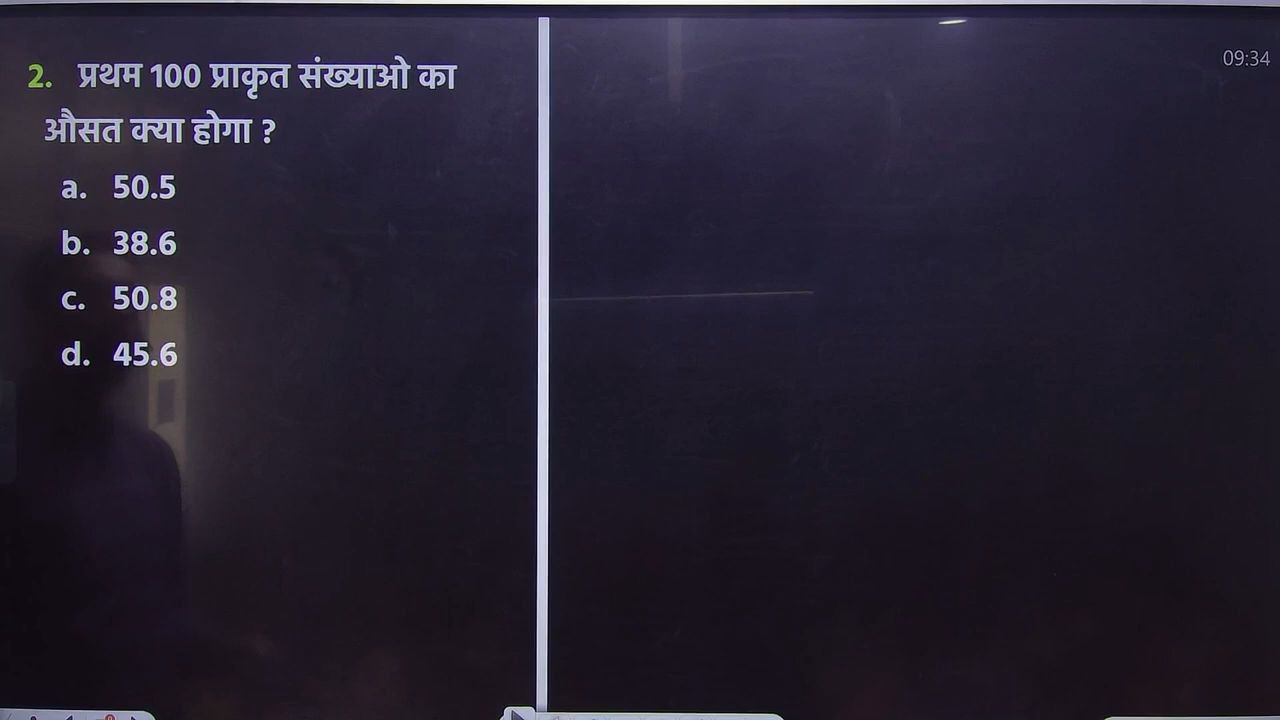 2. प्रथम 100 प्राकृत संख्याओ का
औसत क्या होगा ?
a. 50.5
b. 38.6
c. 50.8
d. 45.6
09:34